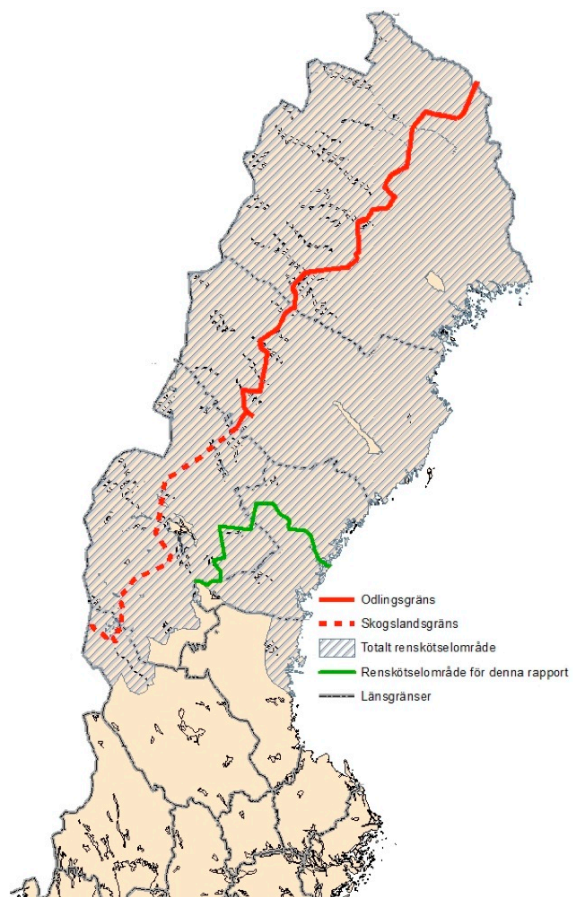 Odlingsgräns
Skogslandsgräns
Totalt renskötselområde
Renskötselområde för denna rapport
Länsgränser